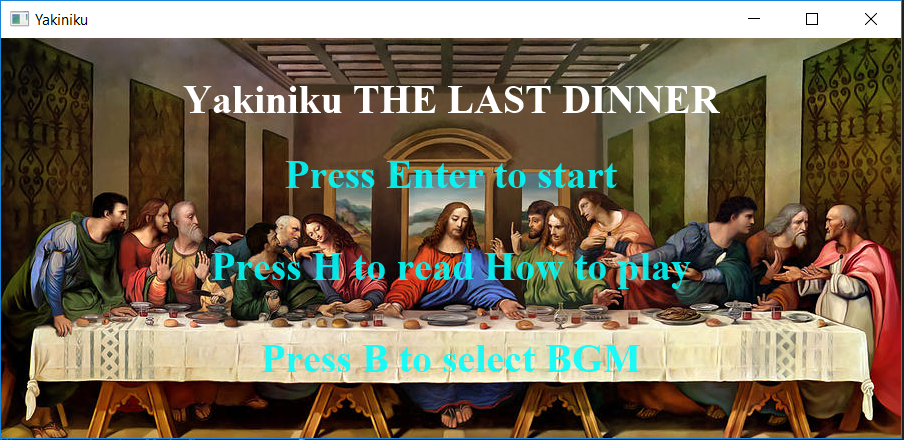 Yakiniku
Yakiniku THE LAST DINNER
Press Enter to start
Press H to read How to play
Press B to select BGM